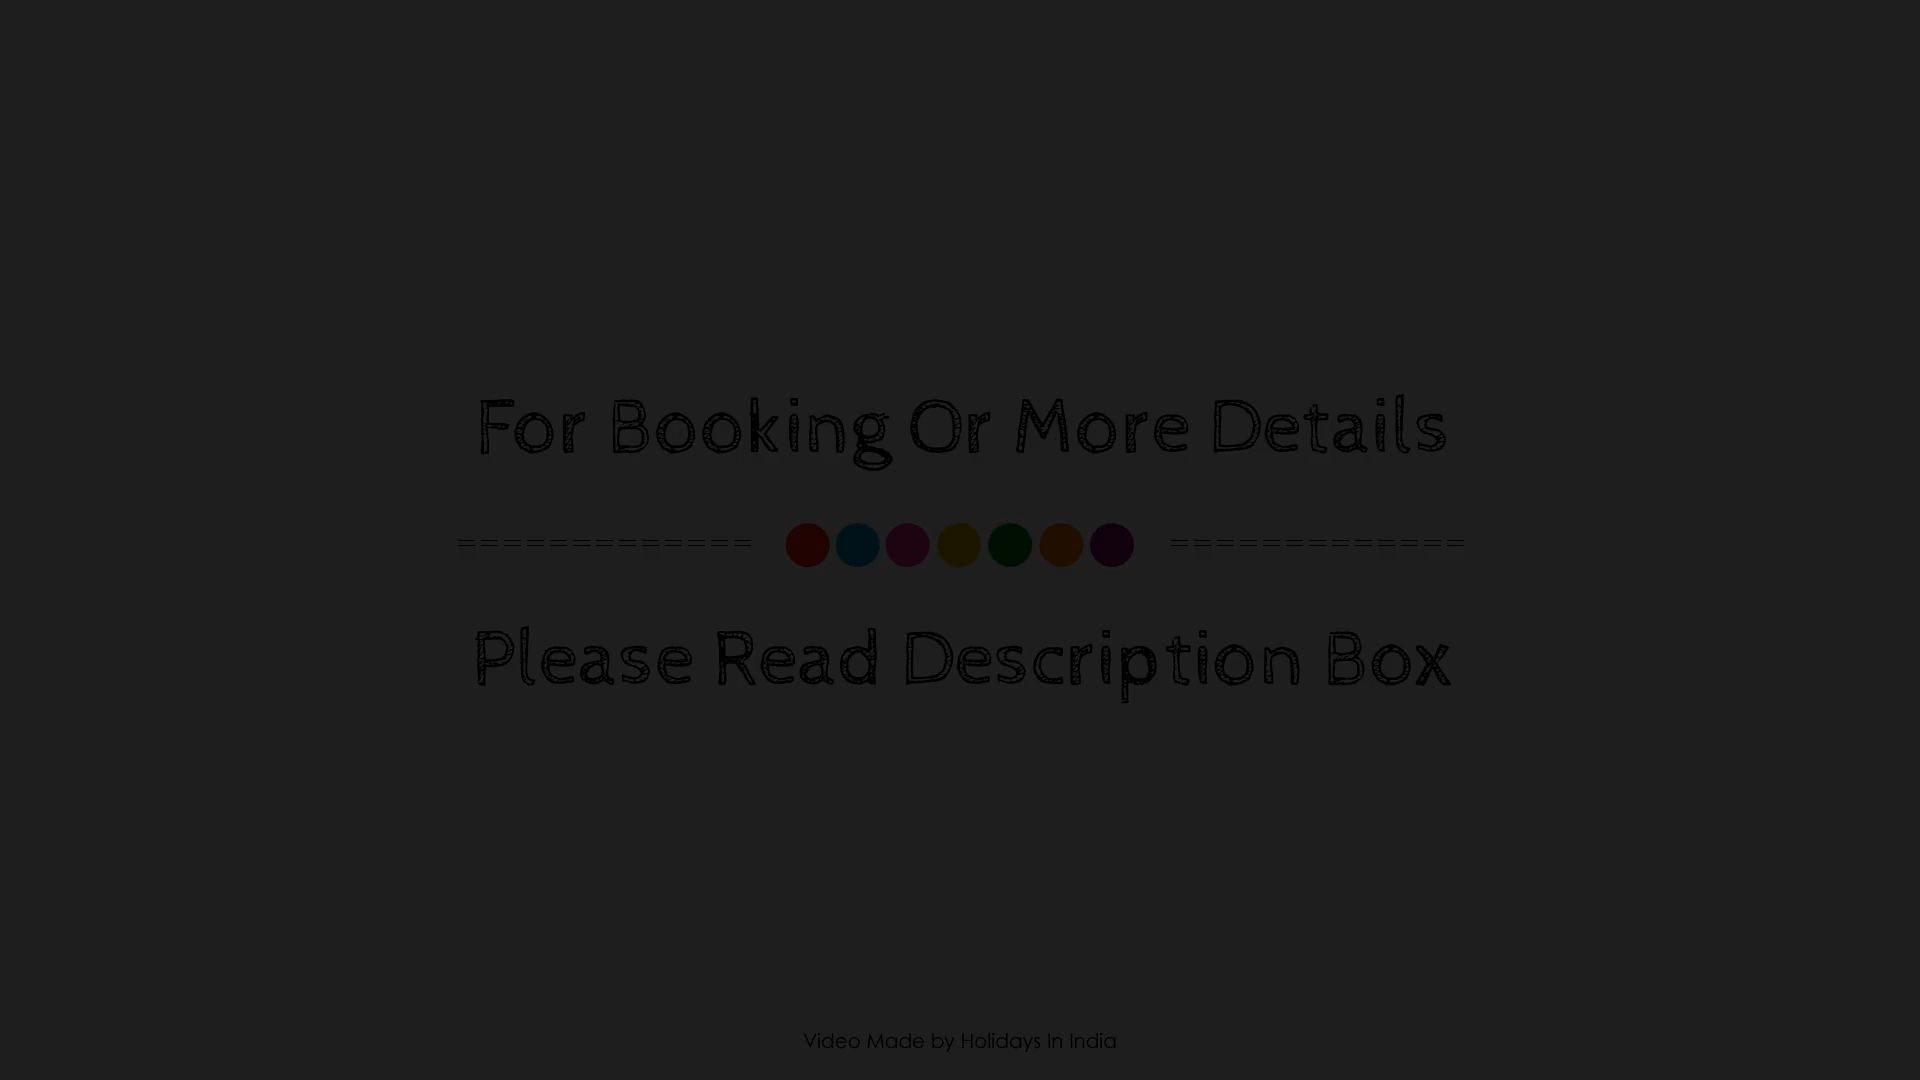 For Booking Or More Details
============= =============
Please Read Description Box
Video Made by Holidays In India